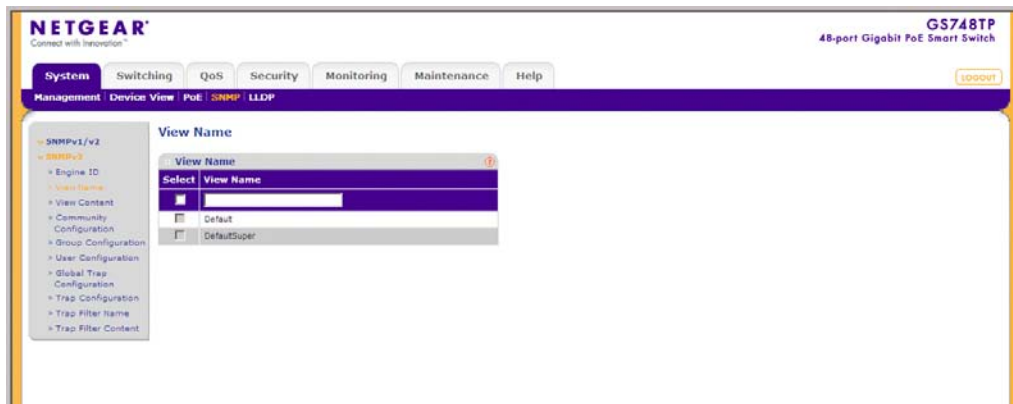 NETGEAR
Connect with Innovation™
GS748TP
48-port Gigabit PoE Smart Switch
System Switching QoS Security Monitoring Maintenance Help
LOGOUT
Management Device View PoE SNMP LLDP
SNMPv1/v2
SNMPv3
Engine ID
View Name
View Content
Community
Configuration
Group Configuration
User Configuration
Global Trap
Configuration
Trap Configuration
Trap Filter Name
Trap Filter Content
View Name
View Name
Select View Name
Default
DefaultSuper